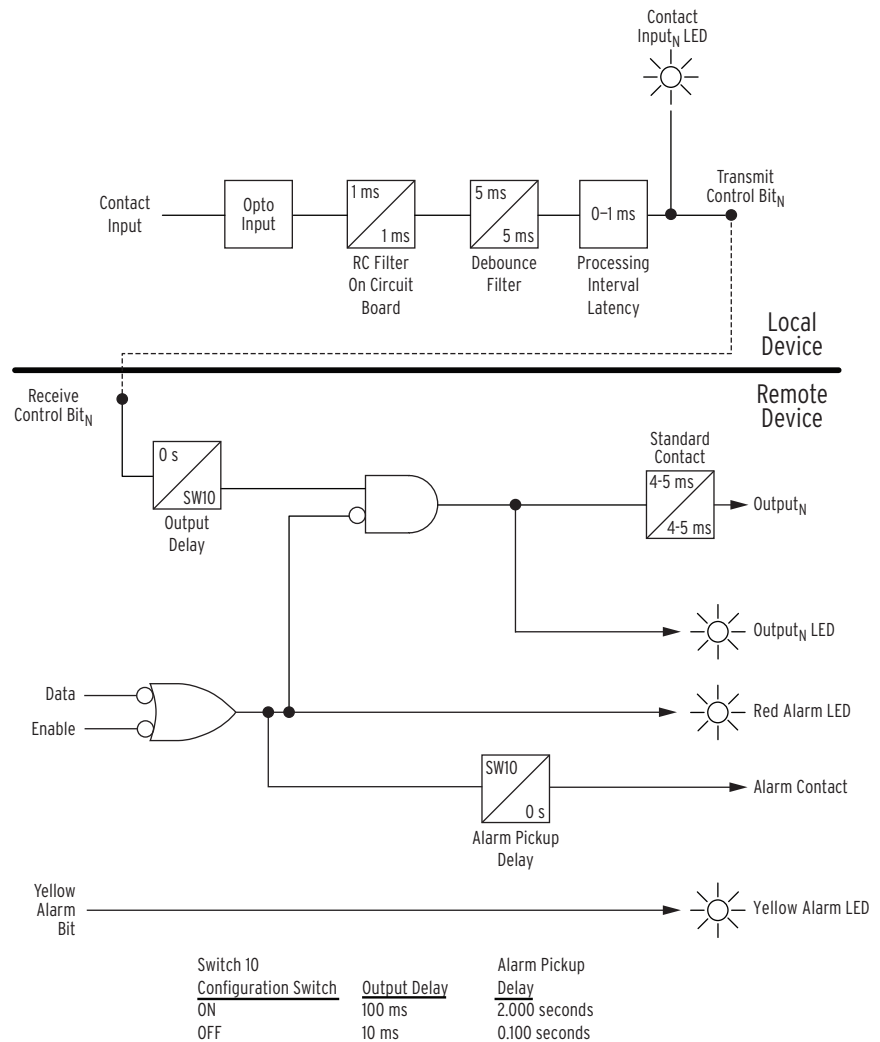 Contact
Input_N LED
Transmit
Control Bit_N
Contact
Input
Opto
Input
1 ms
1 ms
RC Filter
On Circuit
Board
5 ms
5 ms
Debounce
Filter
0–1 ms
Processing
Interval
Latency
Local
Device
Remote
Device
Receive
Control Bit_N
0 s
SW10
Output
Delay
Standard
Contact
4-5 ms
4-5 ms
Output_N
Output_N LED
Data
Enable
Red Alarm LED
SW10
0 s
Alarm Pickup
Delay
Alarm Contact
Yellow
Alarm
Bit
Yellow Alarm LED
Switch 10 Alarm Pickup
Configuration Switch Output Delay Delay
ON 100 ms 2.000 seconds
OFF 10 ms 0.100 seconds